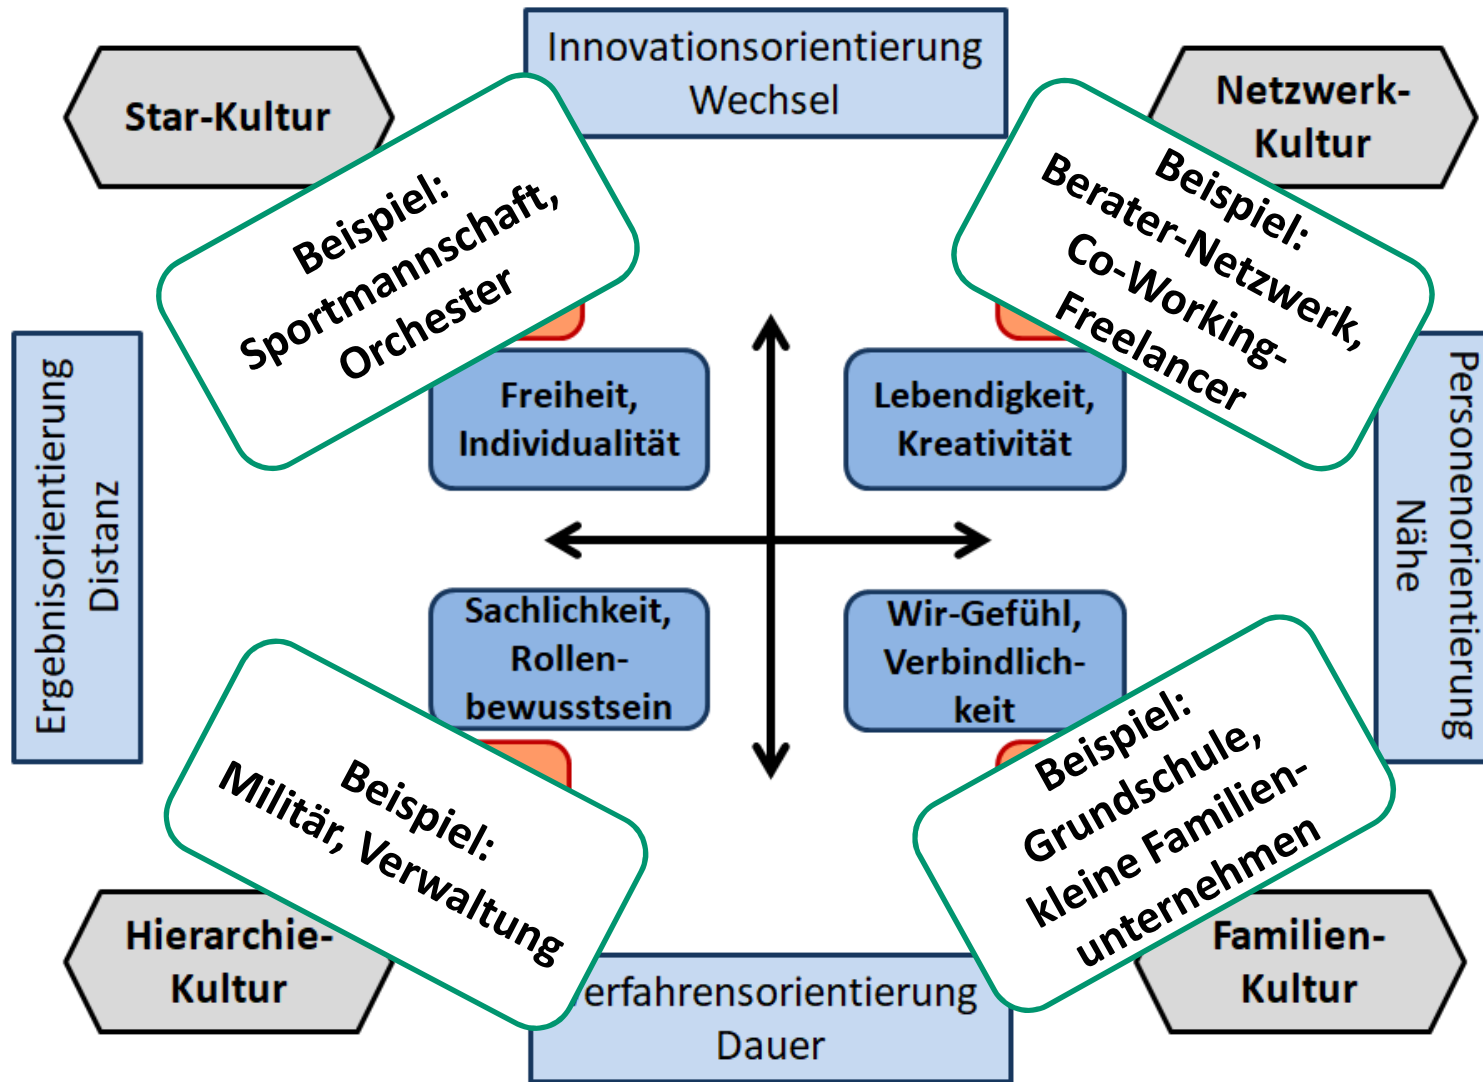 Innovationsorientierung
Wechsel
Star-Kultur
Netzwerk-
Kultur
Beispiel:
Sportmannschaft,
Orchester
Beispiel:
Berater-Netzwerk,
Co-Working-
Freelancer
Ergebnisorientierung
Distanz
Freiheit,
Individualität
Lebendigkeit,
Kreativität
Personenorientierung
Nähe
Sachlichkeit,
Rollen-
bewusstsein
Wir-Gefühl,
Verbindlich-
keit
Beispiel:
Militär, Verwaltung
Beispiel:
Grundschule,
kleine Familien-
unternehmen
Hierarchie-
Kultur
Familien-
Kultur
erfahrensorientierung
Dauer